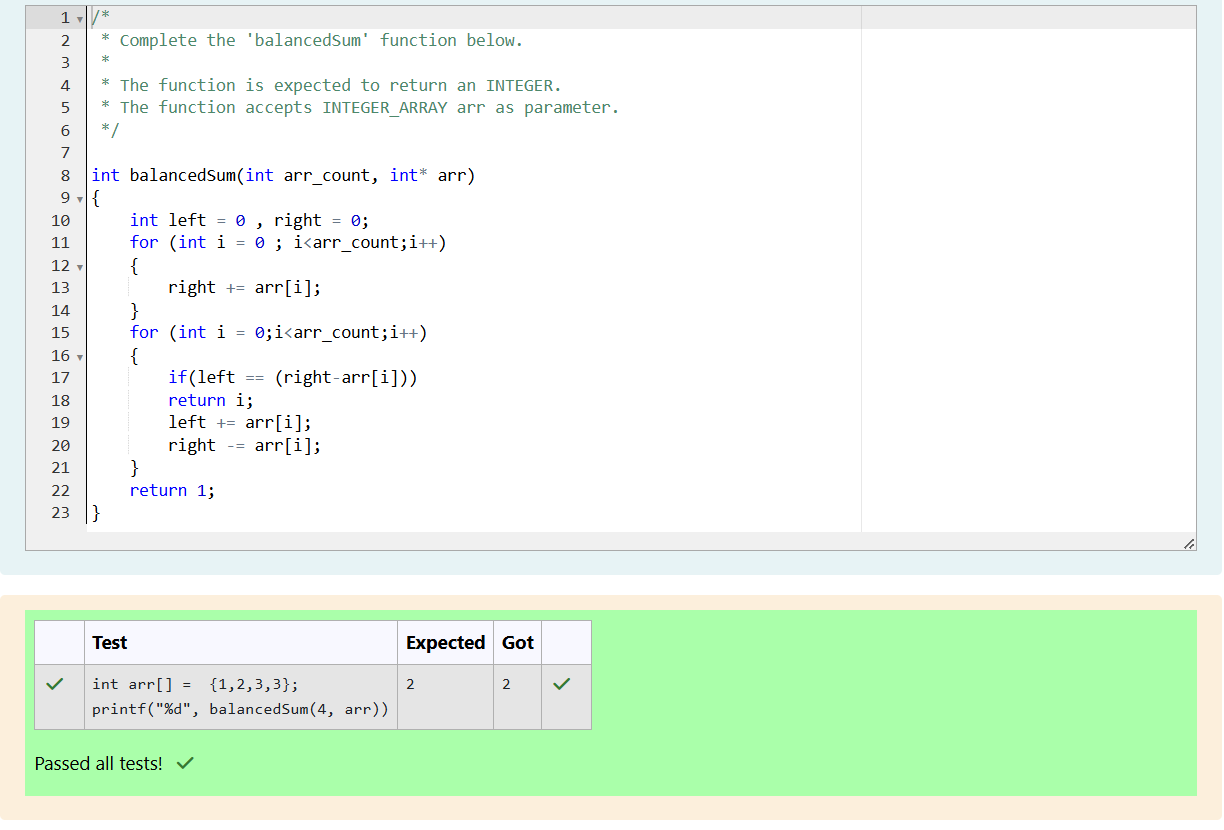 1 /*
2  * Complete the 'balancedSum' function below.
3  *
4  * The function is expected to return an INTEGER.
5  * The function accepts INTEGER_ARRAY arr as parameter.
6  */
7
8 int balancedSum(int arr_count, int* arr)
9 {
10     int left = 0 , right = 0;
11     for (int i = 0 ; i<arr_count;i++)
12     {
13         right += arr[i];
14     }
15     for (int i = 0;i<arr_count;i++)
16     {
17         if(left == (right-arr[i]))
18         return i;
19         left += arr[i];
20         right -= arr[i];
21     }
22     return 1;
23 }
Test Expected Got
int arr[] =  {1,2,3,3}; 2 2
printf("%d", balancedSum(4, arr))
Passed all tests!